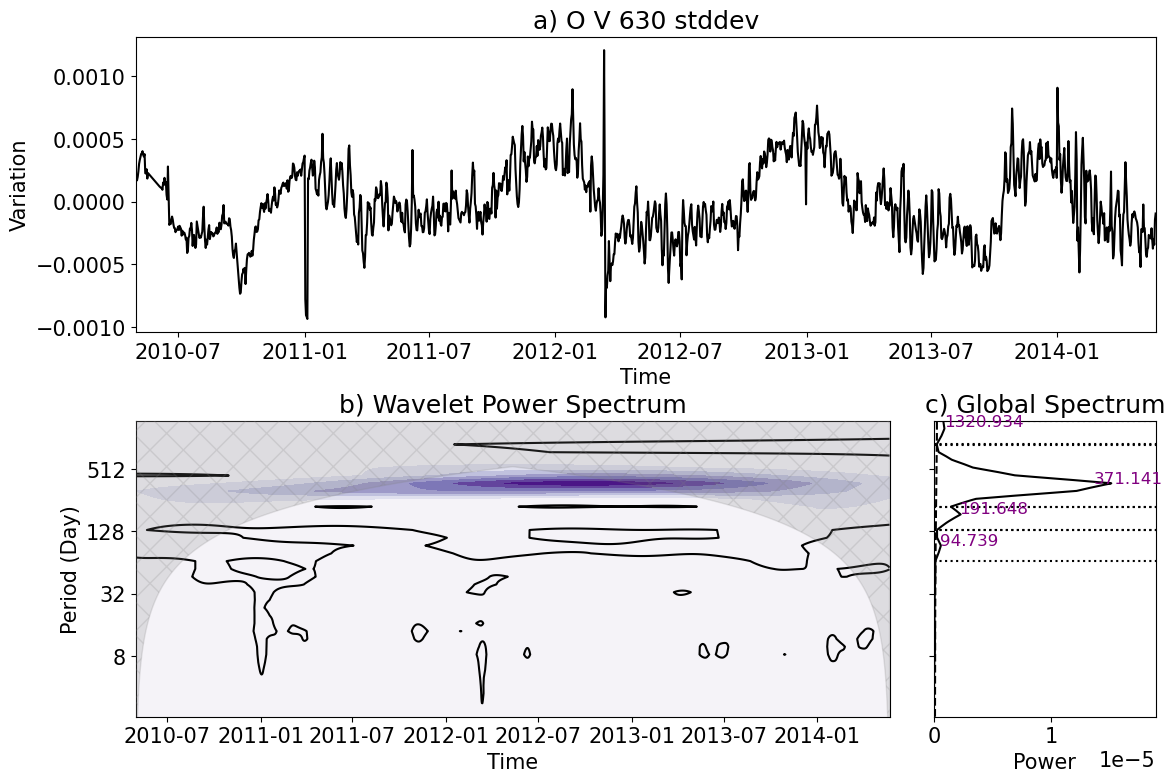 a) O V 630 stddev
0.0010
0.0005
0.0000
−0.0005
−0.0010
Variation
2010-07 2011-01 2011-07 2012-01 2012-07 2013-01 2013-07 2014-01
Time
b) Wavelet Power Spectrum
512
128
32
8
Period (Day)
2010-07 2011-01 2011-07 2012-01 2012-07 2013-01 2013-07 2014-01
Time
c) Global Spectrum
1320.934
371.141
191.648
94.739
0 1
Power 1e−5